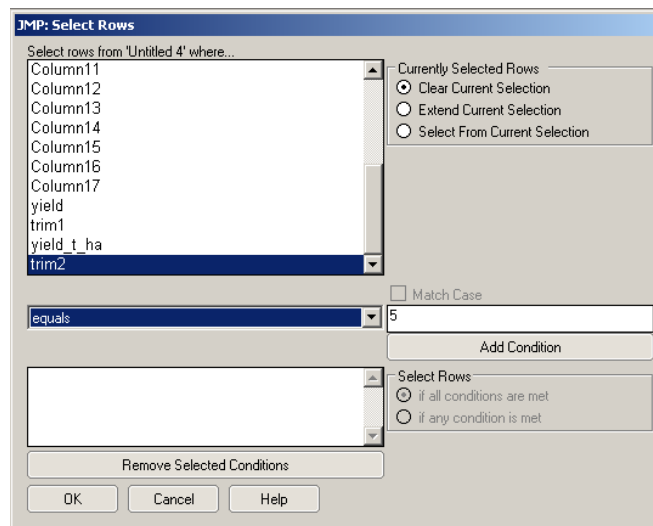 JMP: Select Rows
Select rows from 'Untitled 4' where...
Column11
Column12
Column13
Column14
Column15
Column16
Column17
yield
trim1
yield_t_ha
trim2
Currently Selected Rows
Clear Current Selection
Extend Current Selection
Select From Current Selection
Match Case
equals
5
Add Condition
Select Rows
if all conditions are met
if any condition is met
Remove Selected Conditions
OK
Cancel
Help